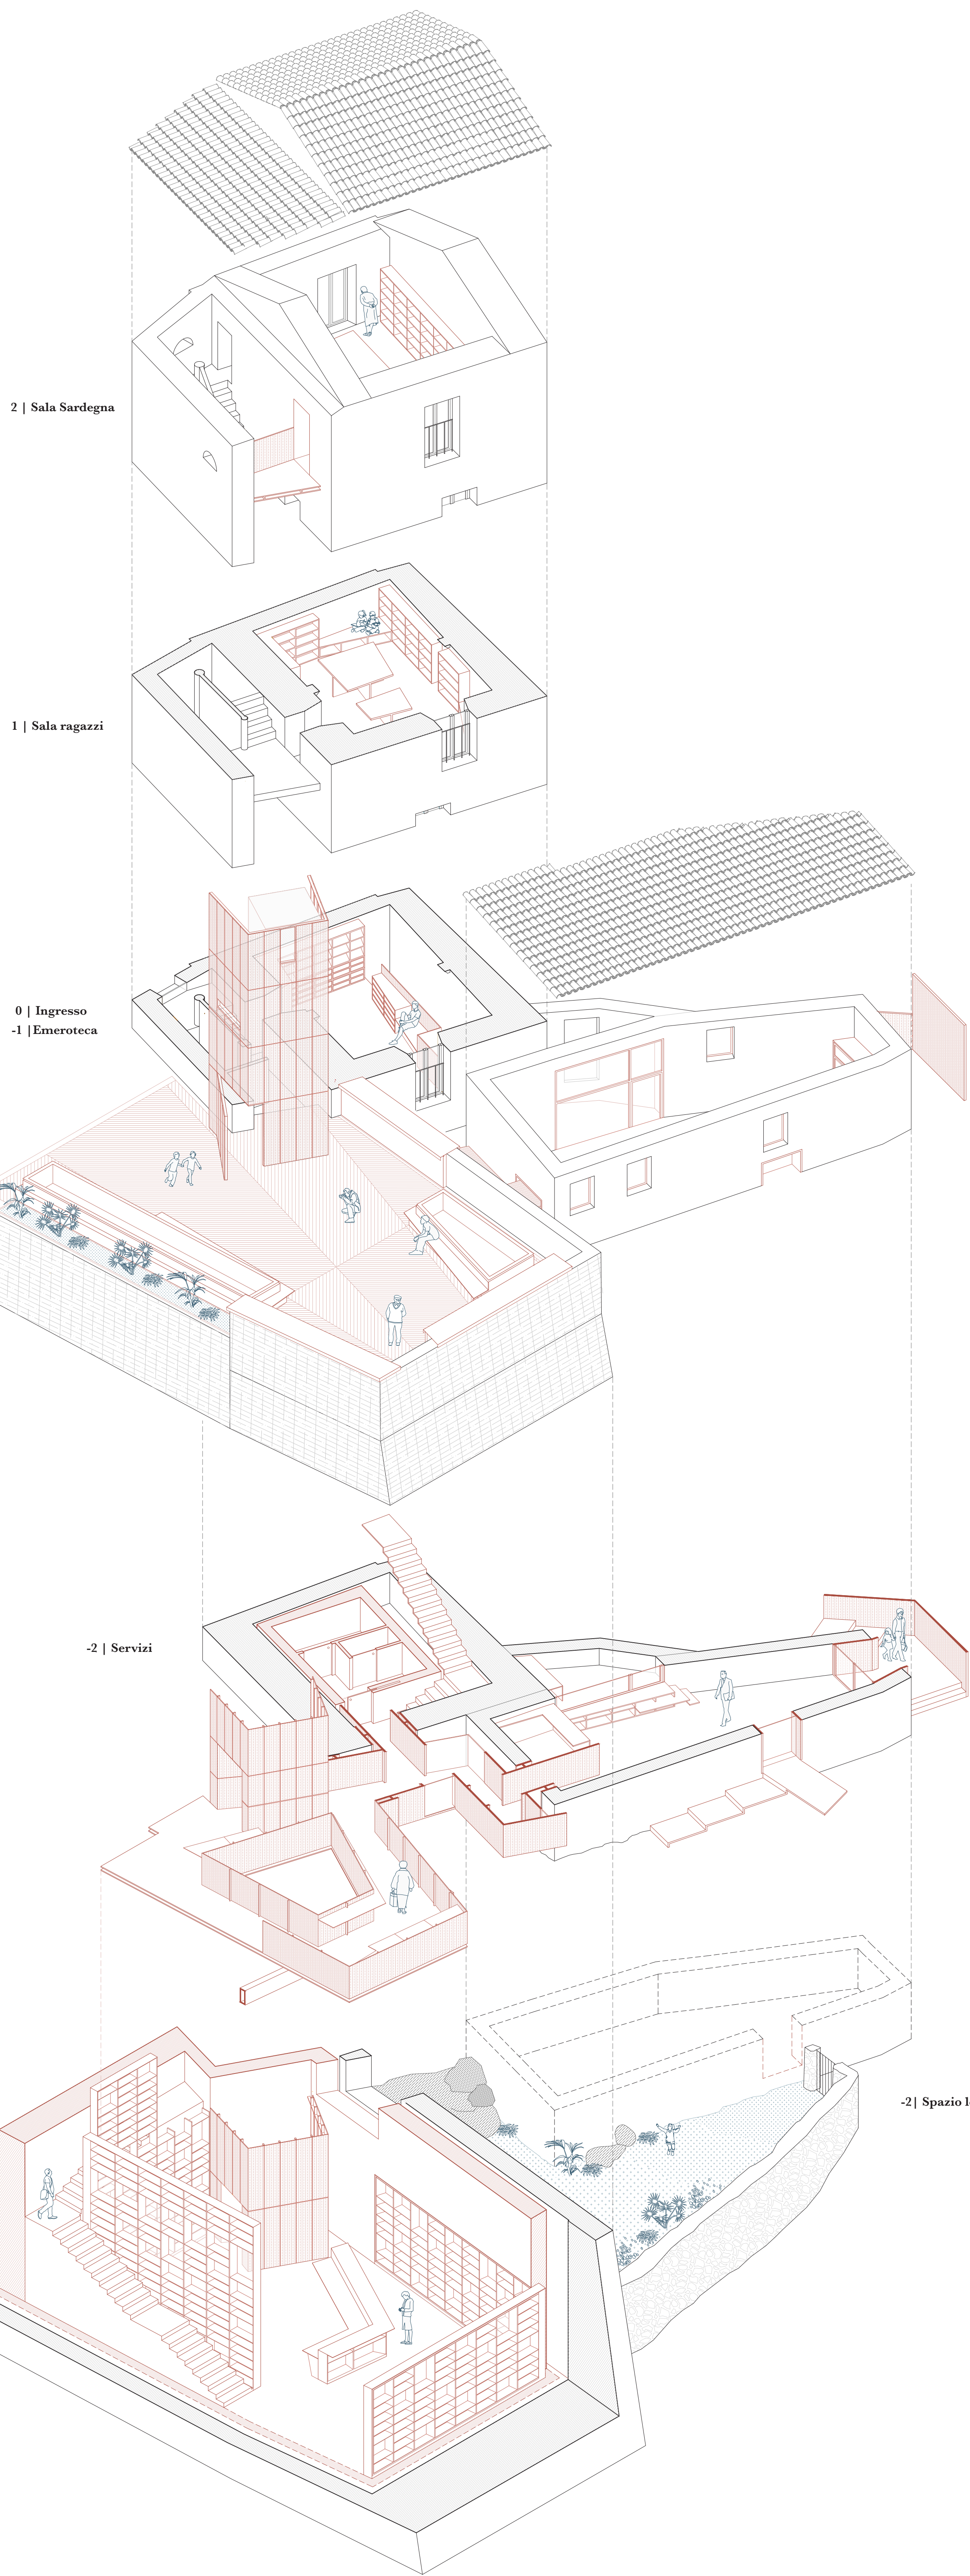 2 | Sala Sardegna
1 | Sala ragazzi
0 | Ingresso
-1 |Emeroteca
-2 | Servizi
-2| Spazio